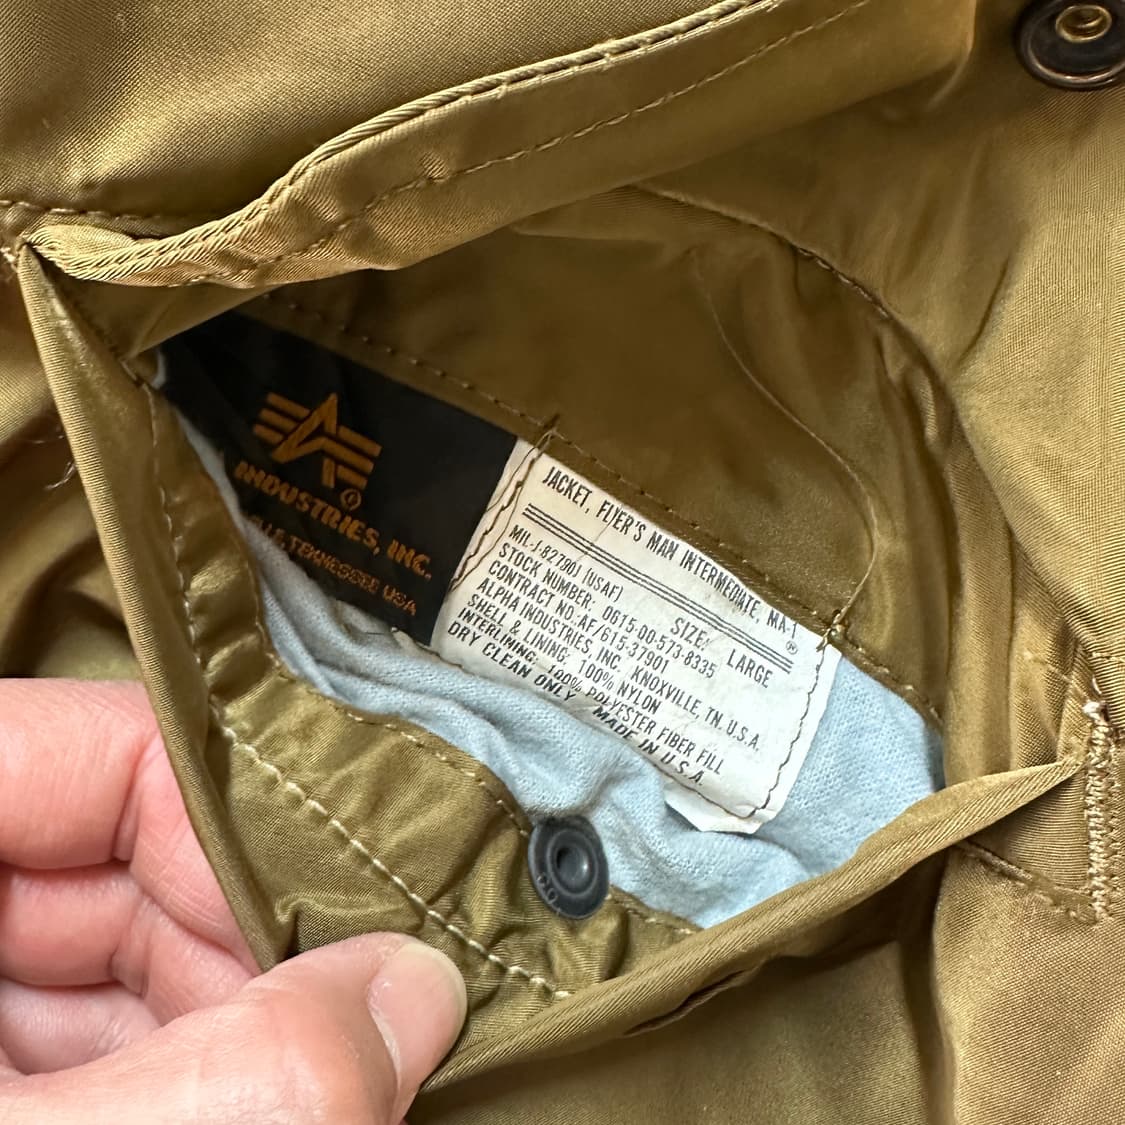 INDUSTRIES, INC.
TENNESSEE USA
JACKET, FLYER'S MAN INTERMEDIATE, MA-1
®
MIL-J-8279OJ (USAF) SIZE: LARGE
STOCK NUMBER: 0615-00-573-8335
CONTRACT NO. AF/615-37901
ALPHA INDUSTRIES, INC. KNOXVILLE, TN. U.S.A.
SHELL & LINING: 100% NYLON
INTERLINING: 100% POLYESTER FIBER FILL
DRY CLEAN ONLY MADE IN U.S.A.